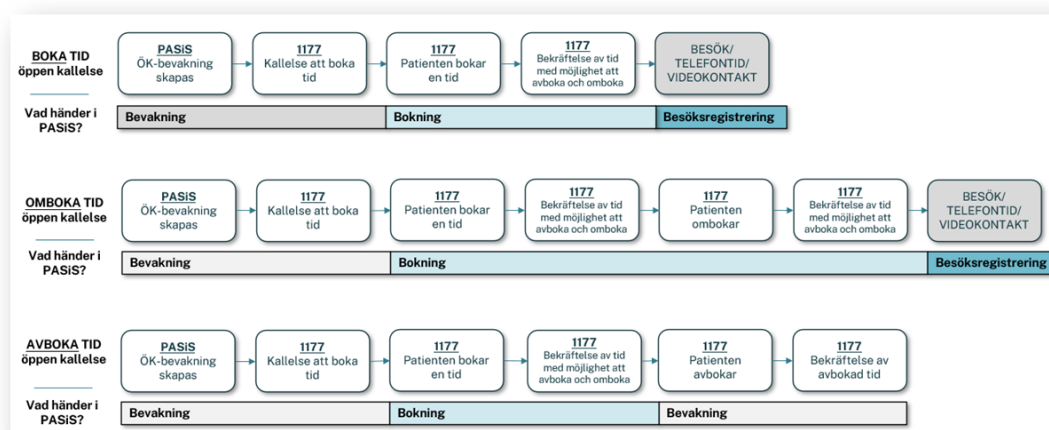 BOKA TID
öppen kallelse
PASiS
ÖK-bevakning
skapas
1177
Kallelse att boka
tid
1177
Patienten bokar
en tid
1177
Bekräftelse av tid
med möjlighet att
avboka och omboka
BESÖK/
TELEFONTID/
VIDEOKONTAKT
Vad händer i
PASiS?
Bevakning
Bokning
Besöksregistrering
OMBOKA TID
öppen kallelse
PASiS
ÖK-bevakning
skapas
1177
Kallelse att boka
tid
1177
Patienten bokar
en tid
1177
Bekräftelse av tid
med möjlighet att
avboka och omboka
1177
Patienten
ombokar
1177
Bekräftelse av tid
med möjlighet att
avboka och omboka
BESÖK/
TELEFONTID/
VIDEOKONTAKT
Vad händer i
PASiS?
Bevakning
Bokning
Besöksregistrering
AVBOKA TID
öppen kallelse
PASiS
ÖK-bevakning
skapas
1177
Kallelse att boka
tid
1177
Patienten bokar
en tid
1177
Bekräftelse av tid
med möjlighet att
avboka och omboka
1177
Patienten
avbokar
1177
Bekräftelse av
avbokad tid
Vad händer i
PASiS?
Bevakning
Bokning
Bevakning